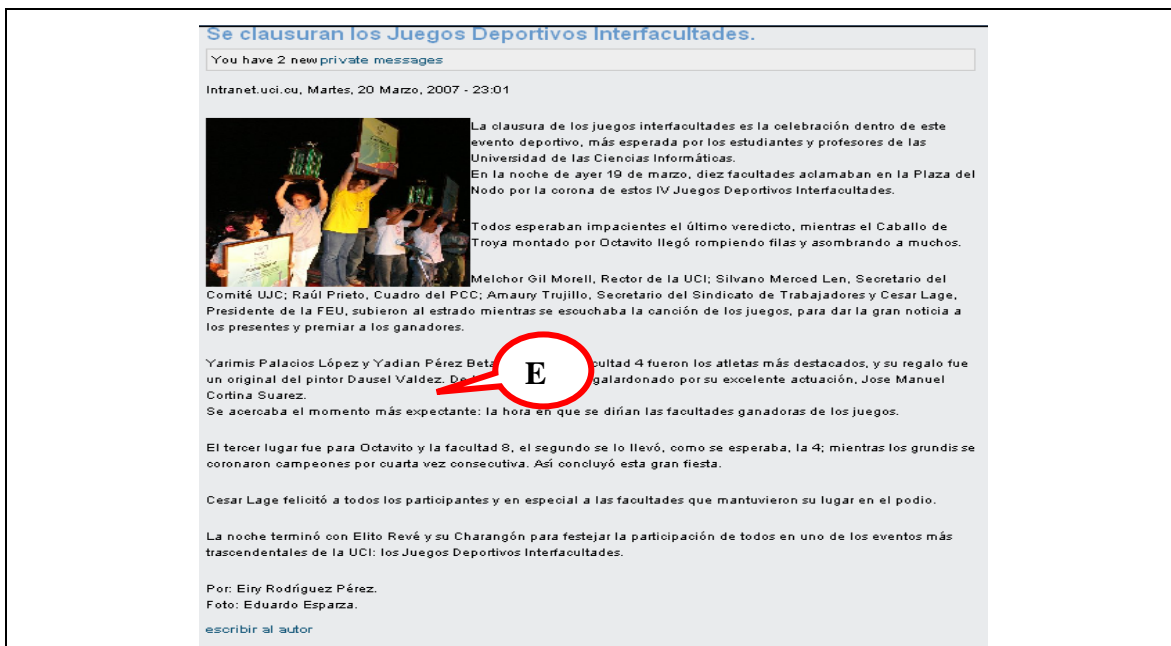 Se clausuran los Juegos Deportivos Interfacultades.
You have 2 new private messages
Intranet.uci.cu, Martes, 20 Marzo, 2007 - 23:01
La clausura de los juegos interfacultades es la celebración dentro de este
evento deportivo, más esperada por los estudiantes y profesores de las
Universidad de las Ciencias Informáticas.
En la noche de ayer 19 de marzo, diez facultades aclamaban en la Plaza del
Nodo por la corona de estos IV Juegos Deportivos Interfacultades.
Todos esperaban impacientes el último veredicto, mientras el Caballo de
Troya montado por Octavito llegó rompiendo filas y asombrando a muchos.
Melchor Gil Morell, Rector de la UCI; Silvano Merced Len, Secretario del
Comité UJC; Raúl Prieto, Cuadro del PCC; Amaury Trujillo, Secretario del Sindicato de Trabajadores y Cesar Lage,
Presidente de la FEU, subieron al estrado mientras se escuchaba la canción de los juegos, para dar la gran noticia a
los presentes y premiar a los ganadores.
Yarimis Palacios López y Yadian Pérez 4 fueron los atletas más destacados, y su regalo fue
un original del pintor Dausel Valdez. galardonado por su excelente actuación, Jose Manuel
Cortina Suarez.
E
Se acercaba el momento más expectante: la hora en que se dirían las facultades ganadoras de los juegos.
El tercer lugar fue para Octavito y la facultad 8, el segundo se lo llevó, como se esperaba, la 4; mientras los grundis se
coronaron campeones por cuarta vez consecutiva. Así concluyó esta gran fiesta.
Cesar Lage felicitó a todos los participantes y en especial a las facultades que mantuvieron su lugar en el podio.
La noche terminó con Elito Revé y su Charangón para festejar la participación de todos en uno de los eventos más
trascendentales de la UCI: los Juegos Deportivos Interfacultades.
Por: Eiry Rodríguez Pérez.
Foto: Eduardo Esparza.
escribir al autor